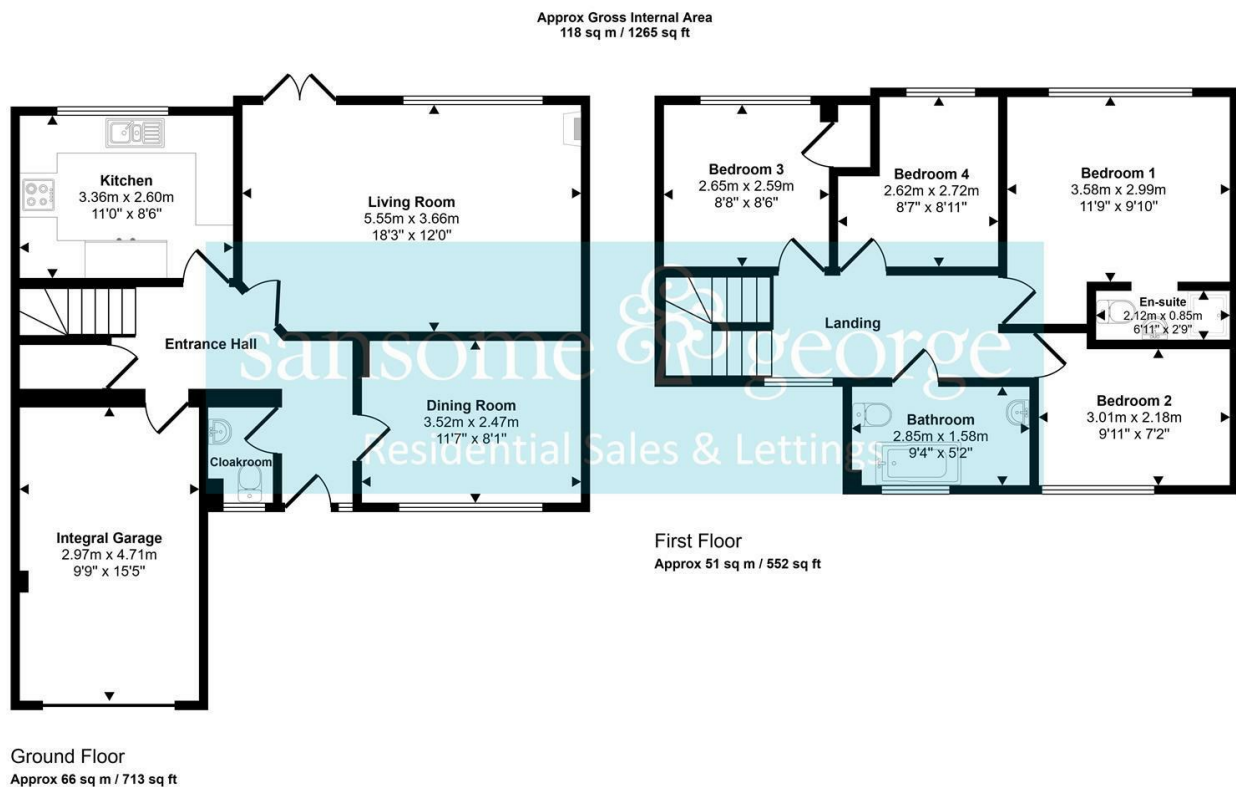 Approx Gross Internal Area
118 sq m / 1265 sq ft
Kitchen
3.36m x 2.60m
11'0" x 8'6"
Living Room
5.55m x 3.66m
18'3" x 12'0"
Entrance Hall
Dining Room
3.52m x 2.47m
11'7" x 8'1"
Cloakroom
Integral Garage
2.97m x 4.71m
9'9" x 15'5"
Ground Floor
Approx 66 sq m / 713 sq ft
Bedroom 3
2.65m x 2.59m
8'8" x 8'6"
Bedroom 4
2.62m x 2.72m
8'7" x 8'11"
Bedroom 1
3.58m x 2.99m
11'9" x 9'10"
En-suite
2.12m x 0.85m
6'11" x 2'9"
Landing
Bathroom
2.85m x 1.58m
9'4" x 5'2"
Bedroom 2
3.01m x 2.18m
9'11" x 7'2"
First Floor
Approx 51 sq m / 552 sq ft
sansome george
Residential Sales & Lettings